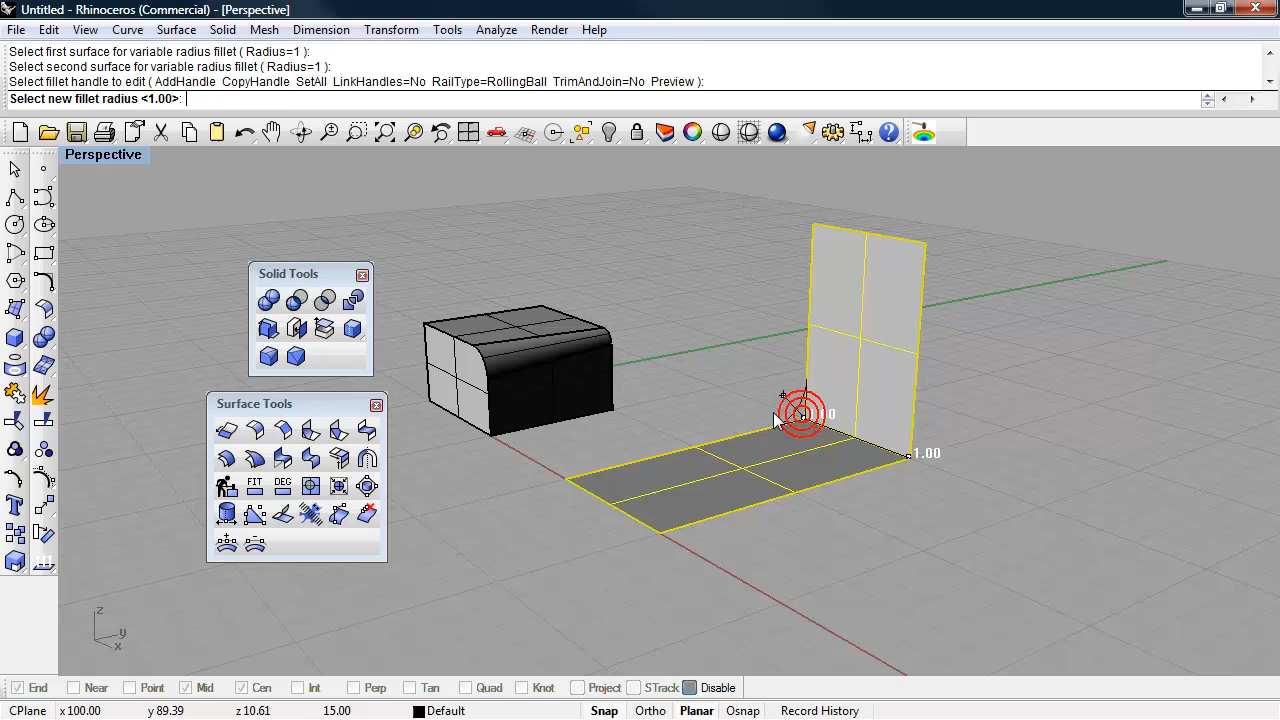 Untitled - Rhinoceros (Commercial) - [Perspective]
File Edit View Curve Surface Solid Mesh Dimension Transform Tools Analyze Render Help
Select first surface for variable radius fillet ( Radius=1 ):
Select second surface for variable radius fillet ( Radius=1 ):
Select fillet handle to edit ( AddHandle CopyHandle SetAll LinkHandles=No RailType=RollingBall TrimAndJoin=No Preview ):
Select new fillet radius <1.00>:
Perspective
Solid Tools
Surface Tools
FIT DEG
1.00
z
y
x
End Near Point Mid Cen Int Perp Tan Quad Knot Project STrack Disable
CPlane x 100.00 y 89.39 z 10.61 15.00 Default Snap Ortho Planar Osnap Record History